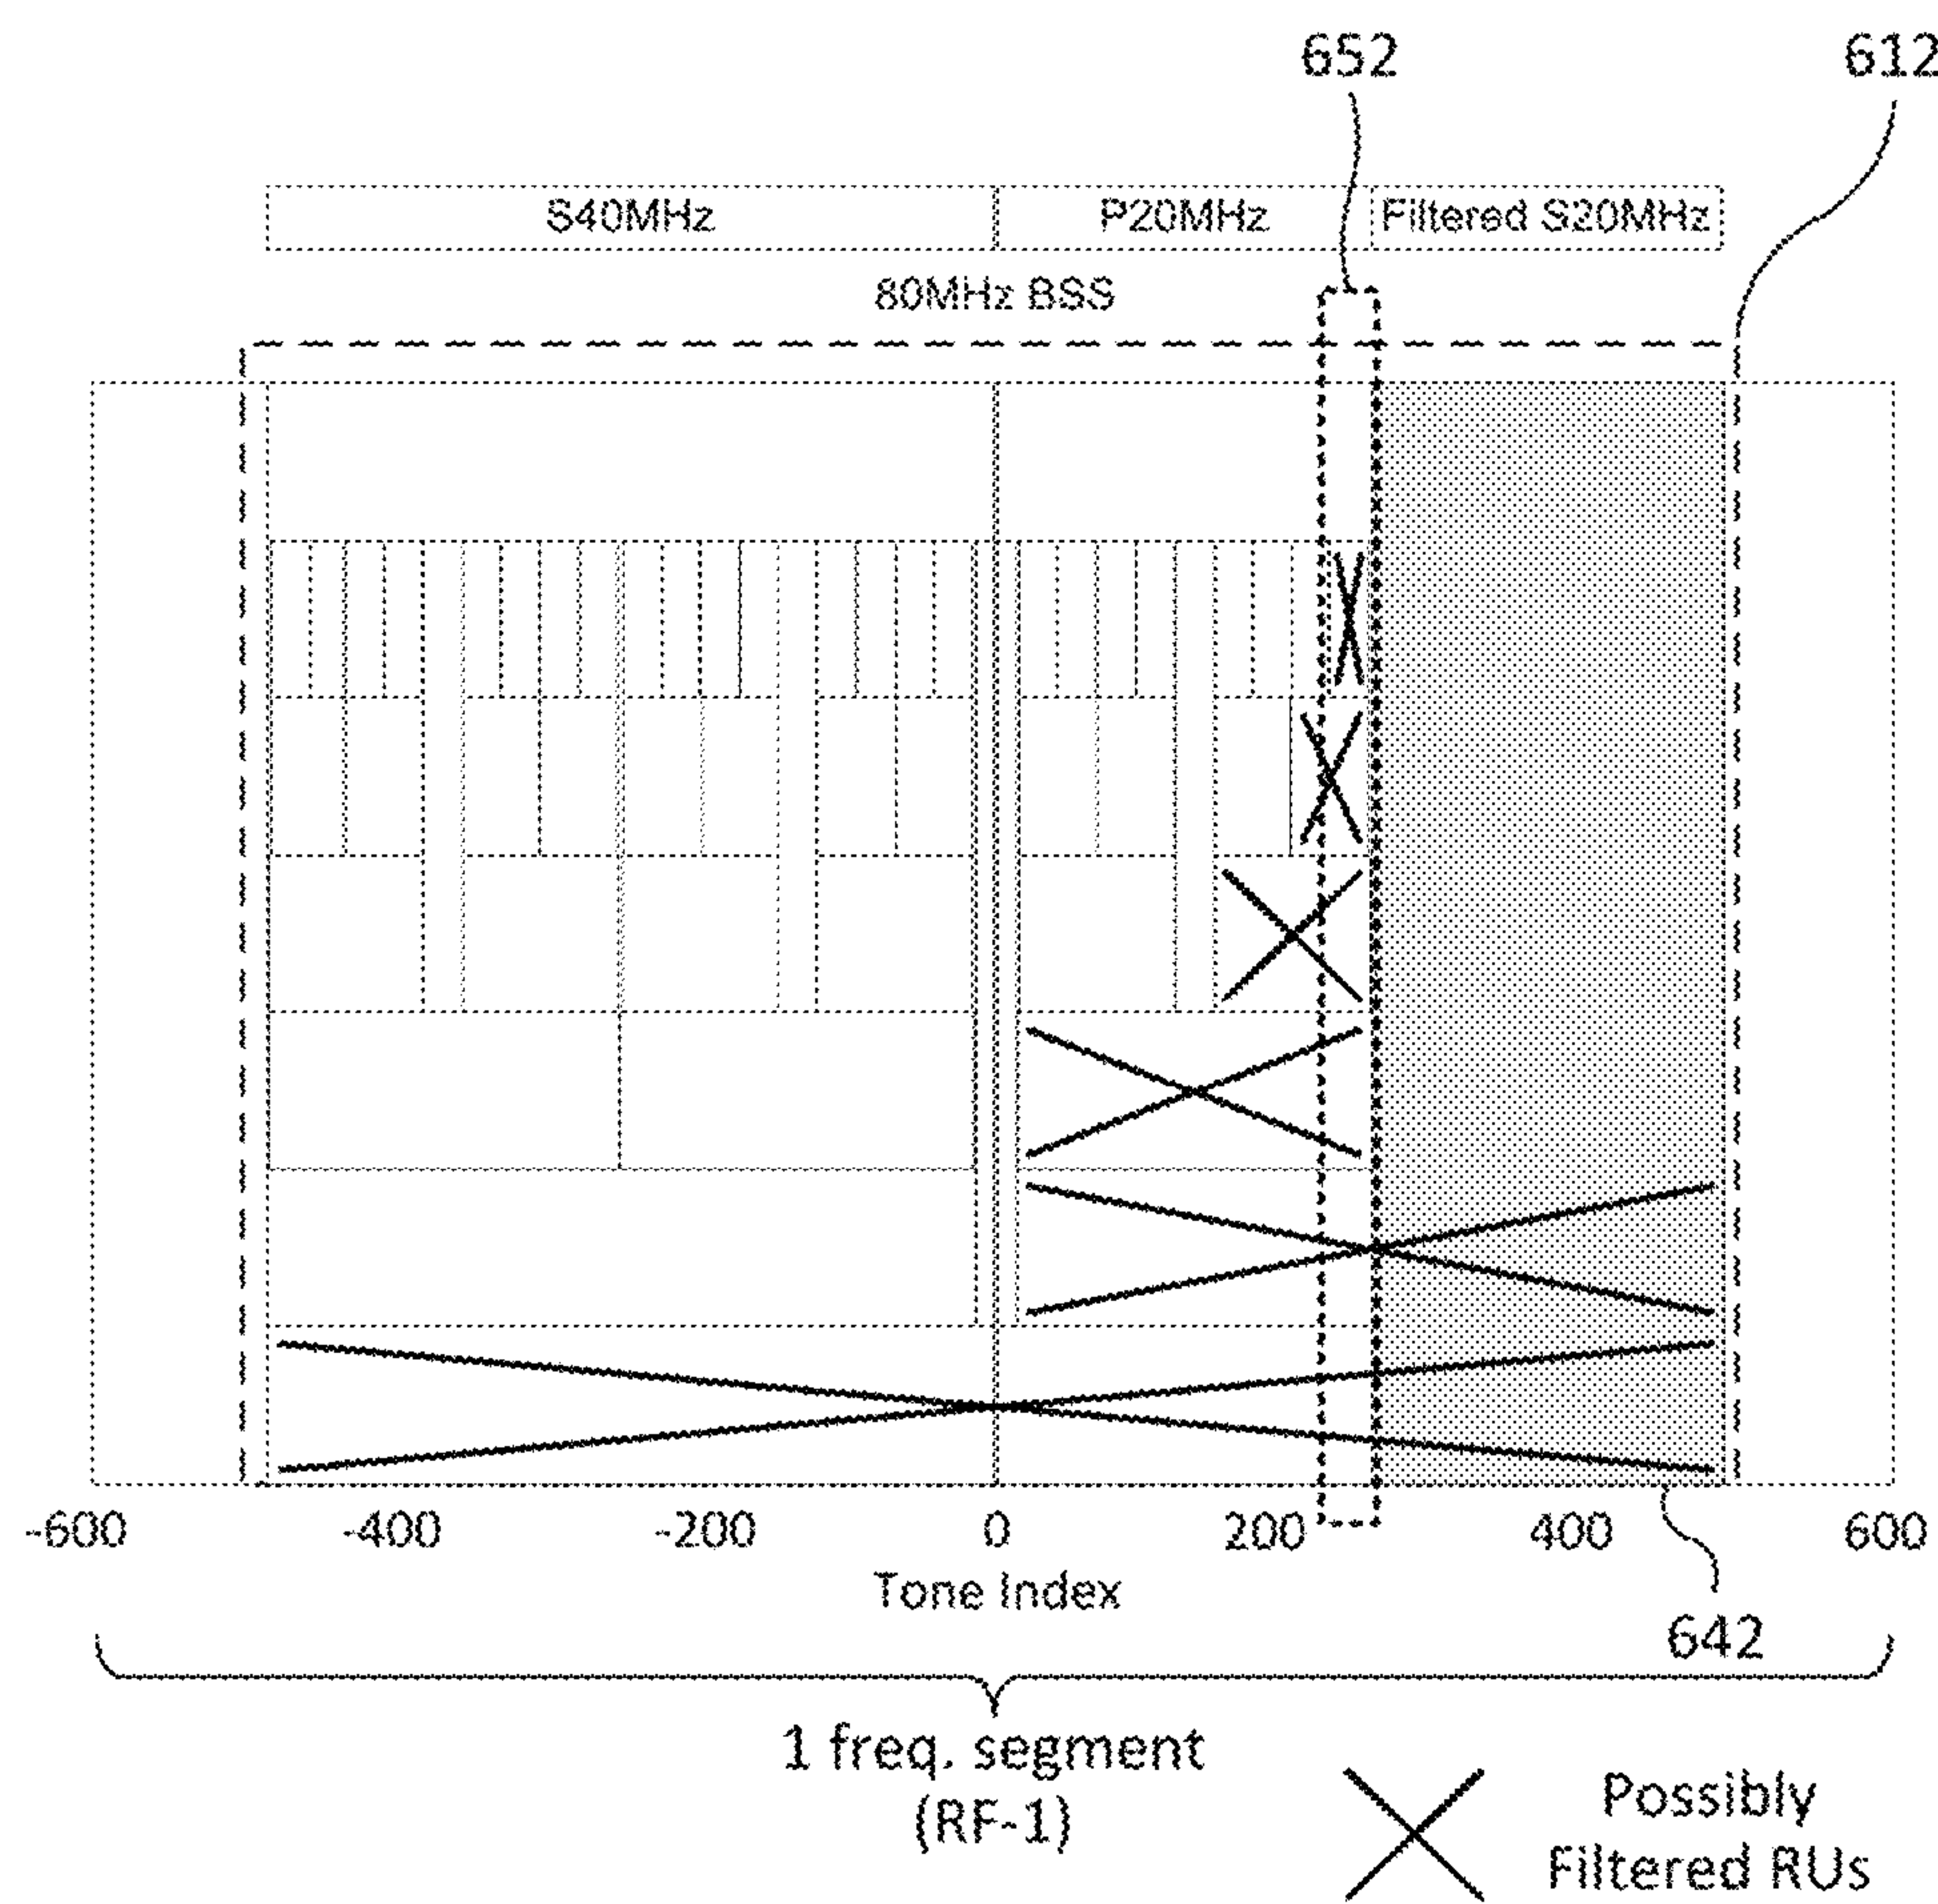 652
612
S40MHz
P20MHz
Filtered S20MHz
80MHz BSS
-600
-400
-200
0
200
400
600
Tone Index
642
1 freq. segment
(RF-1)
Possibly
Filtered RUs